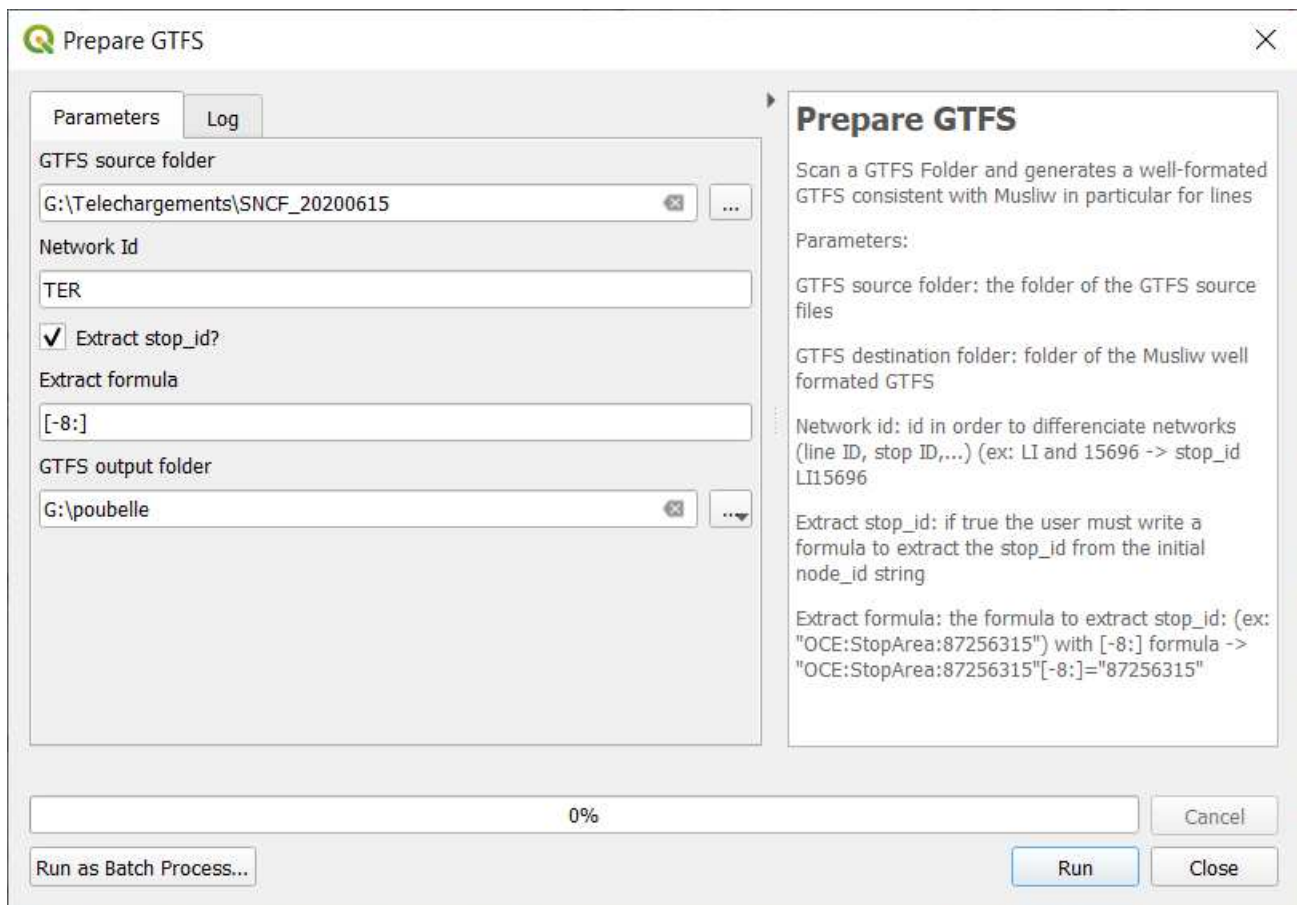 Prepare GTFS
Parameters
Log
GTFS source folder
G:\Telechargements\SNCF_20200615
...
Network Id
TER
Extract stop_id?
Extract formula
[-8:]
GTFS output folder
G:\poubelle
...
Prepare GTFS
Scan a GTFS Folder and generates a well-formated
GTFS consistent with Musliw in particular for lines
Parameters:
GTFS source folder: the folder of the GTFS source
files
GTFS destination folder: folder of the Musliw well
formated GTFS
Network id: id in order to differenciate networks
(line ID, stop ID,...) (ex: LI and 15696 -> stop_id
LI15696
Extract stop_id: if true the user must write a
formula to extract the stop_id from the initial
node_id string
Extract formula: the formula to extract stop_id: (ex:
"OCE:StopArea:87256315") with [-8:] formula ->
"OCE:StopArea:87256315"[-8:]="87256315"
0%
Cancel
Run as Batch Process...
Run
Close